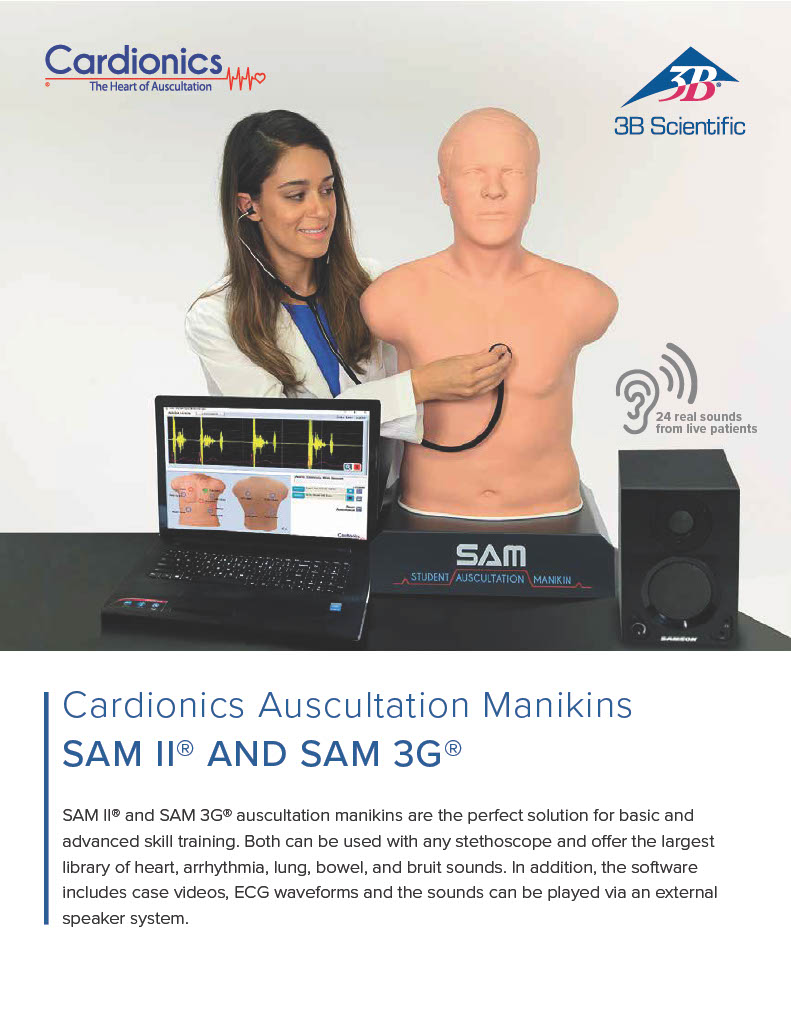 Cardionics
® The Heart of Auscultation
3B®
3B Scientific
24 real sounds
from live patients
SAM
STUDENT AUSCULTATION MANIKIN
SAMSON
Cardionics
Cardionics Auscultation Manikins
SAM II® AND SAM 3G®
SAM II® and SAM 3G® auscultation manikins are the perfect solution for basic and
advanced skill training. Both can be used with any stethoscope and offer the largest
library of heart, arrhythmia, lung, bowel, and bruit sounds. In addition, the software
includes case videos, ECG waveforms and the sounds can be played via an external
speaker system.